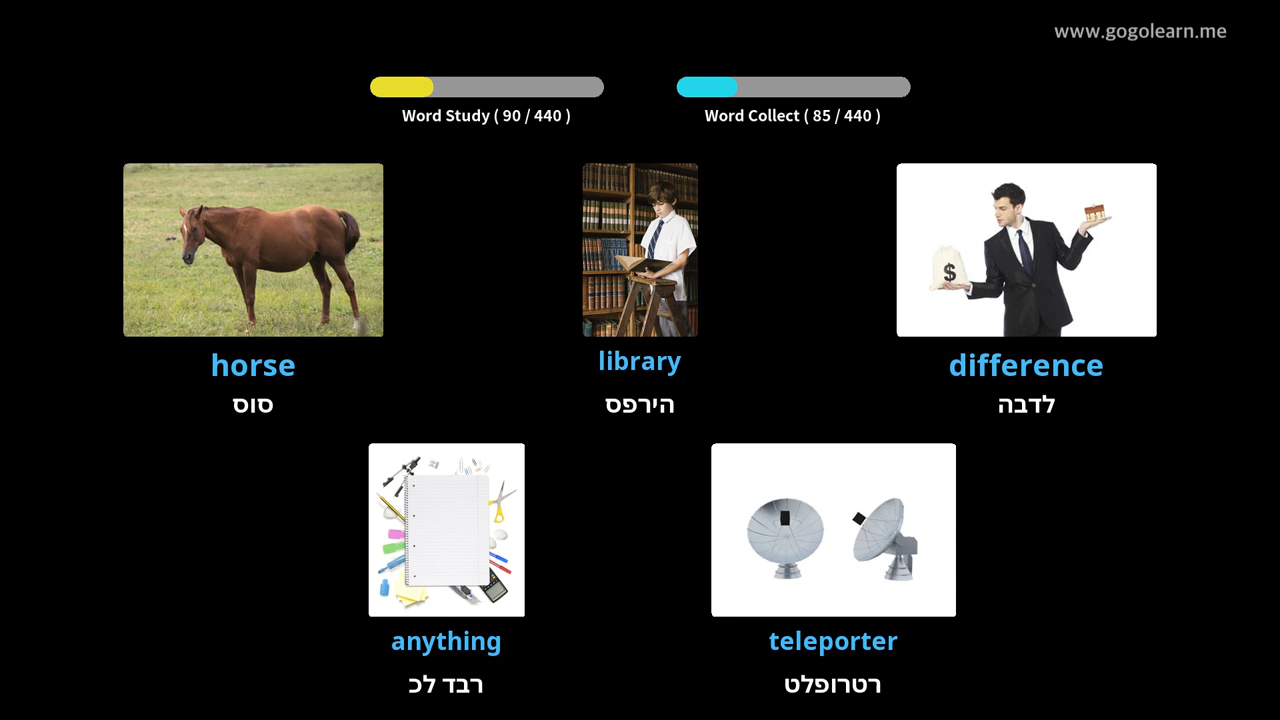 www.gogolearn.me
Word Study ( 90 / 440 )
Word Collect ( 85 / 440 )
horse
סוס
library
הירפס
difference
לדבה
anything
רבד לכ
teleporter
רטרופלט